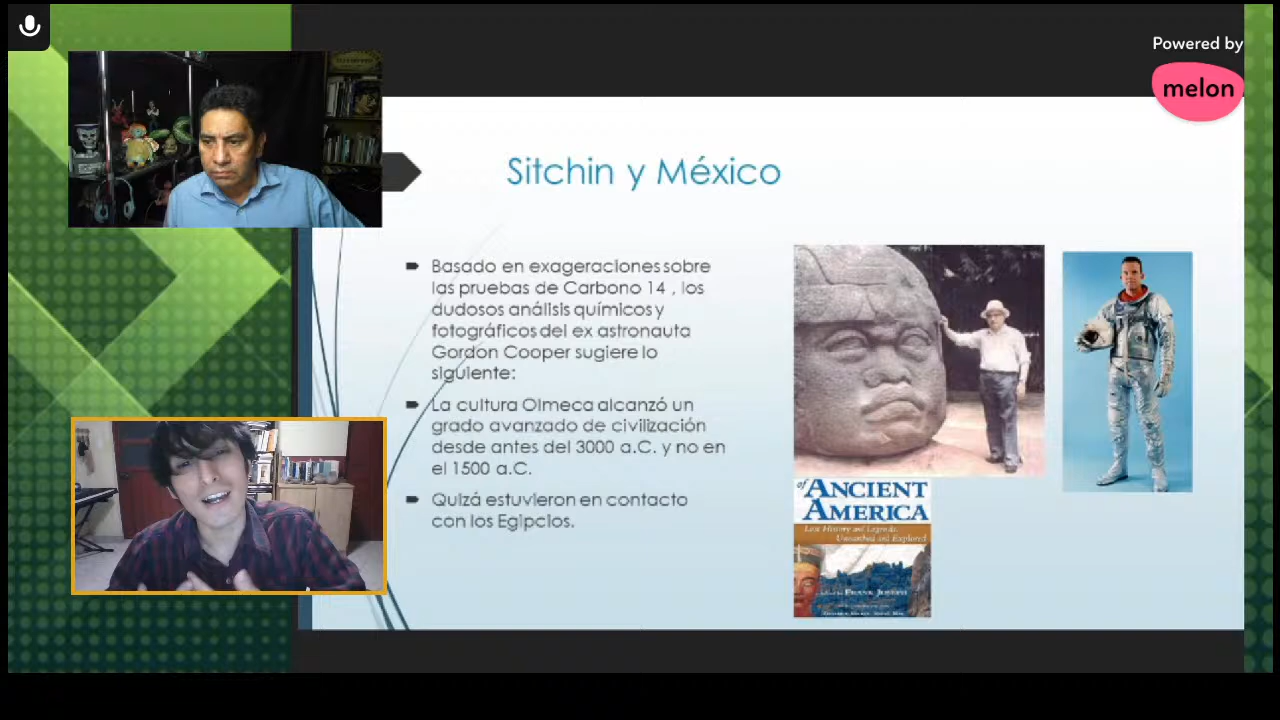 Powered by
melon
Sitchin y México
Basado en exageraciones sobre
las pruebas de Carbono 14 , los
dudosos análisis químicos y
fotográficos del ex astronauta
Gordon Cooper sugiere lo
siguiente:
La cultura Olmeca alcanzó un
grado avanzado de civilización
desde antes del 3000 a.C. y no en
el 1500 a.C.
Quizá estuvieron en contacto
con los Egipcios.
of ANCIENT
AMERICA
Lost History and Legends,
Unearthed and Explored
FRANK JOSEPH